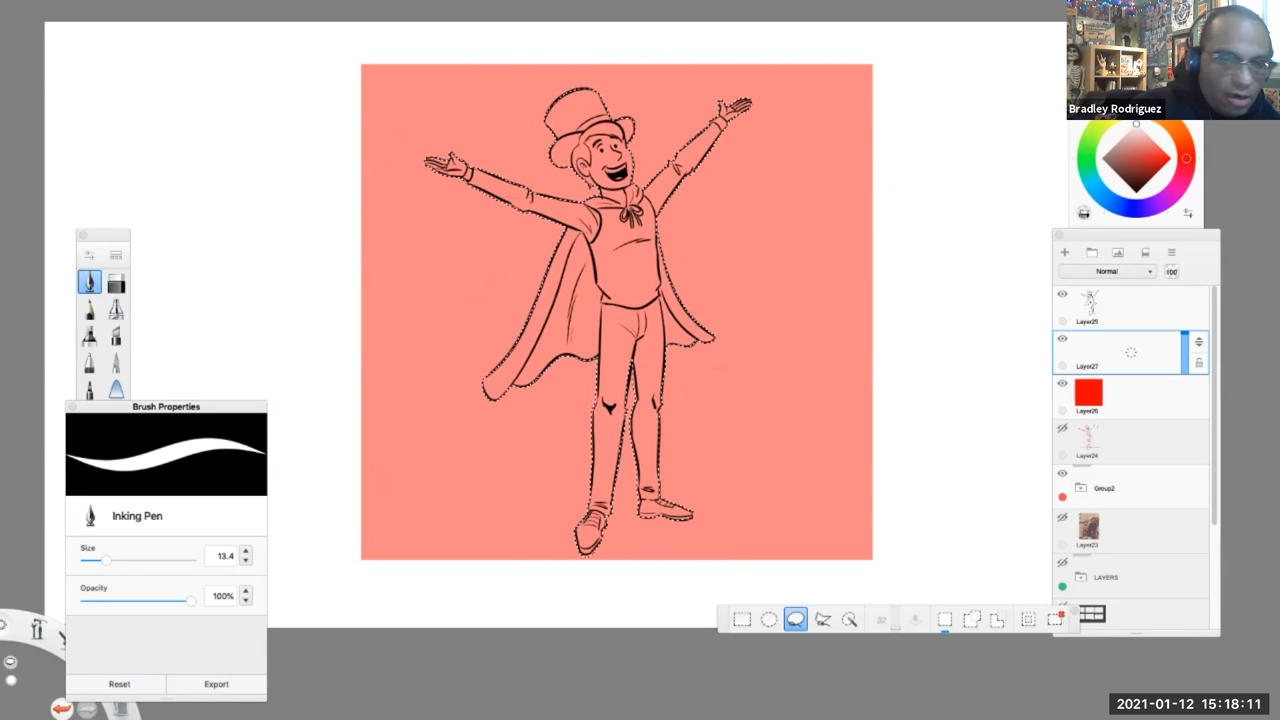 Bradley Rodriguez
Normal
100
Layer25
Layer27
Layer26
Layer24
Group2
Layer23
LAYERS
Brush Properties
Inking Pen
Size
13.4
Opacity
100%
Reset
Export
32
2021-01-12 15:18:11